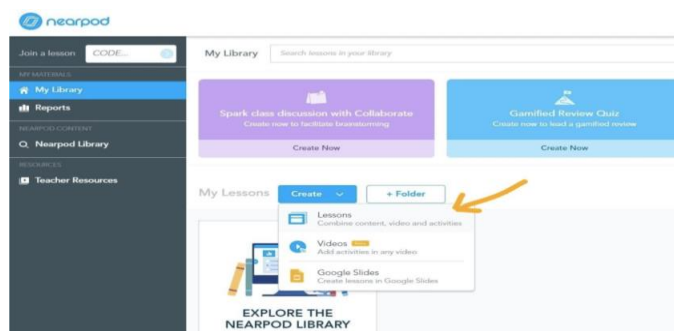 nearpod
Join a lesson CODE...
MY MATERIALS
My Library
Reports
NEARPOD CONTENT
Nearpod Library
RESOURCES
Teacher Resources
My Library Search lessons in your library
Spark class discussion with Collaborate
Create now to facilitate brainstorming
Create Now
Gamified Review Quiz
Create now to lead a gamified review
Create Now
My Lessons Create + Folder
Lessons
Combine content, video and activities
Videos
Add activities in any video
Google Slides
Create lessons in Google Slides
EXPLORE THE
NEARPOD LIBRARY